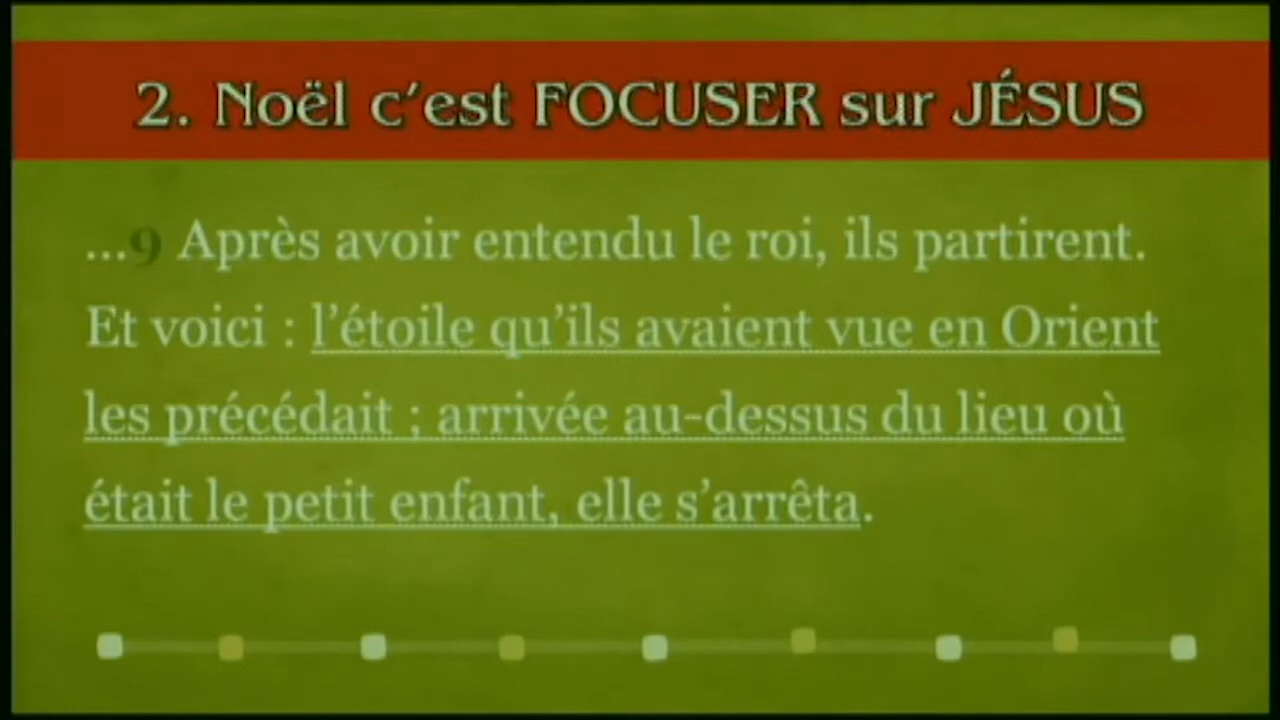 2. Noël c’est FOCUSER sur JÉSUS
...9 Après avoir entendu le roi, ils partirent.
Et voici : l’étoile qu’ils avaient vue en Orient
les précédait ; arrivée au-dessus du lieu où
était le petit enfant, elle s’arrêta.